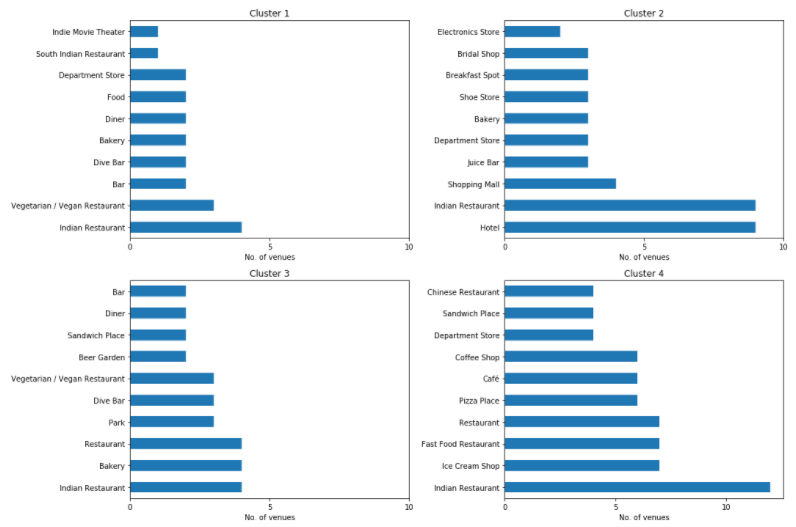 Cluster 1
Indie Movie Theater
South Indian Restaurant
Department Store
Food
Diner
Bakery
Dive Bar
Bar
Vegetarian / Vegan Restaurant
Indian Restaurant
0 5 10
No. of venues
Cluster 2
Electronics Store
Bridal Shop
Breakfast Spot
Shoe Store
Bakery
Department Store
Juice Bar
Shopping Mall
Indian Restaurant
Hotel
0 5 10
No. of venues
Cluster 3
Bar
Diner
Sandwich Place
Beer Garden
Vegetarian / Vegan Restaurant
Dive Bar
Park
Restaurant
Bakery
Indian Restaurant
0 5 10
No. of venues
Cluster 4
Chinese Restaurant
Sandwich Place
Department Store
Coffee Shop
Café
Pizza Place
Restaurant
Fast Food Restaurant
Ice Cream Shop
Indian Restaurant
0 5 10
No. of venues